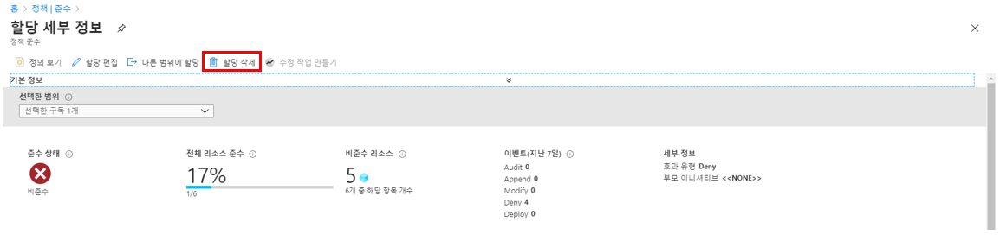 홈 > 정책 | 준수 >
할당 세부 정보
정책 준수
정의 보기 할당 편집 다른 범위에 할당 할당 삭제 수정 작업 만들기
기본 정보
선택한 범위
선택한 구독 1개
준수 상태
비준수
전체 리소스 준수
17%
1/6
비준수 리소스
5
6개 중 해당 항목 개수
이벤트(지난 7일)
Audit 0
Append 0
Modify 0
Deny 4
Deploy 0
세부 정보
효과 유형 Deny
부모 이니셔티브 <<NONE>>